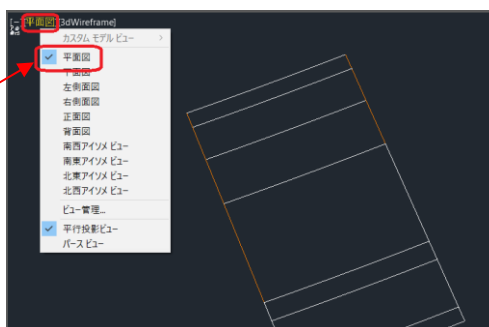 [-][平面図][3dWireframe]
カスタム モデル ビュー >
平面図
下面図
左側面図
右側面図
正面図
背面図
南西アイソメ ビュー
南東アイソメ ビュー
北東アイソメ ビュー
北西アイソメ ビュー
ビュー管理...
平行投影ビュー
パース ビュー